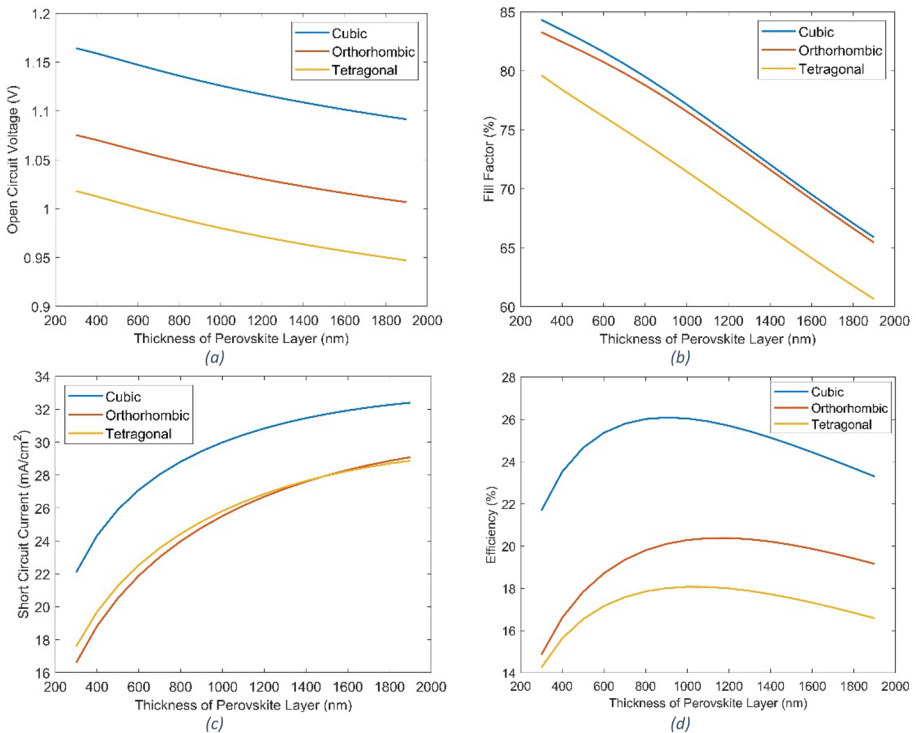 1.2
1.15
1.1
1.05
1
0.95
0.9
Open Circuit Voltage (V)
Cubic
Orthorhombic
Tetragonal
200 400 600 800 1000 1200 1400 1600 1800 2000
Thickness of Perovskite Layer (nm)
(a)
85
80
75
70
65
60
Fill Factor (%)
Cubic
Orthorhombic
Tetragonal
200 400 600 800 1000 1200 1400 1600 1800 2000
Thickness of Perovskite Layer (nm)
(b)
34
32
30
28
26
24
22
20
18
16
Short Circuit Current (mA/cm²)
Cubic
Orthorhombic
Tetragonal
200 400 600 800 1000 1200 1400 1600 1800 2000
Thickness of Perovskite Layer (nm)
(c)
28
26
24
22
20
18
16
14
Efficiency (%)
Cubic
Orthorhombic
Tetragonal
200 400 600 800 1000 1200 1400 1600 1800 2000
Thickness of Perovskite Layer (nm)
(d)